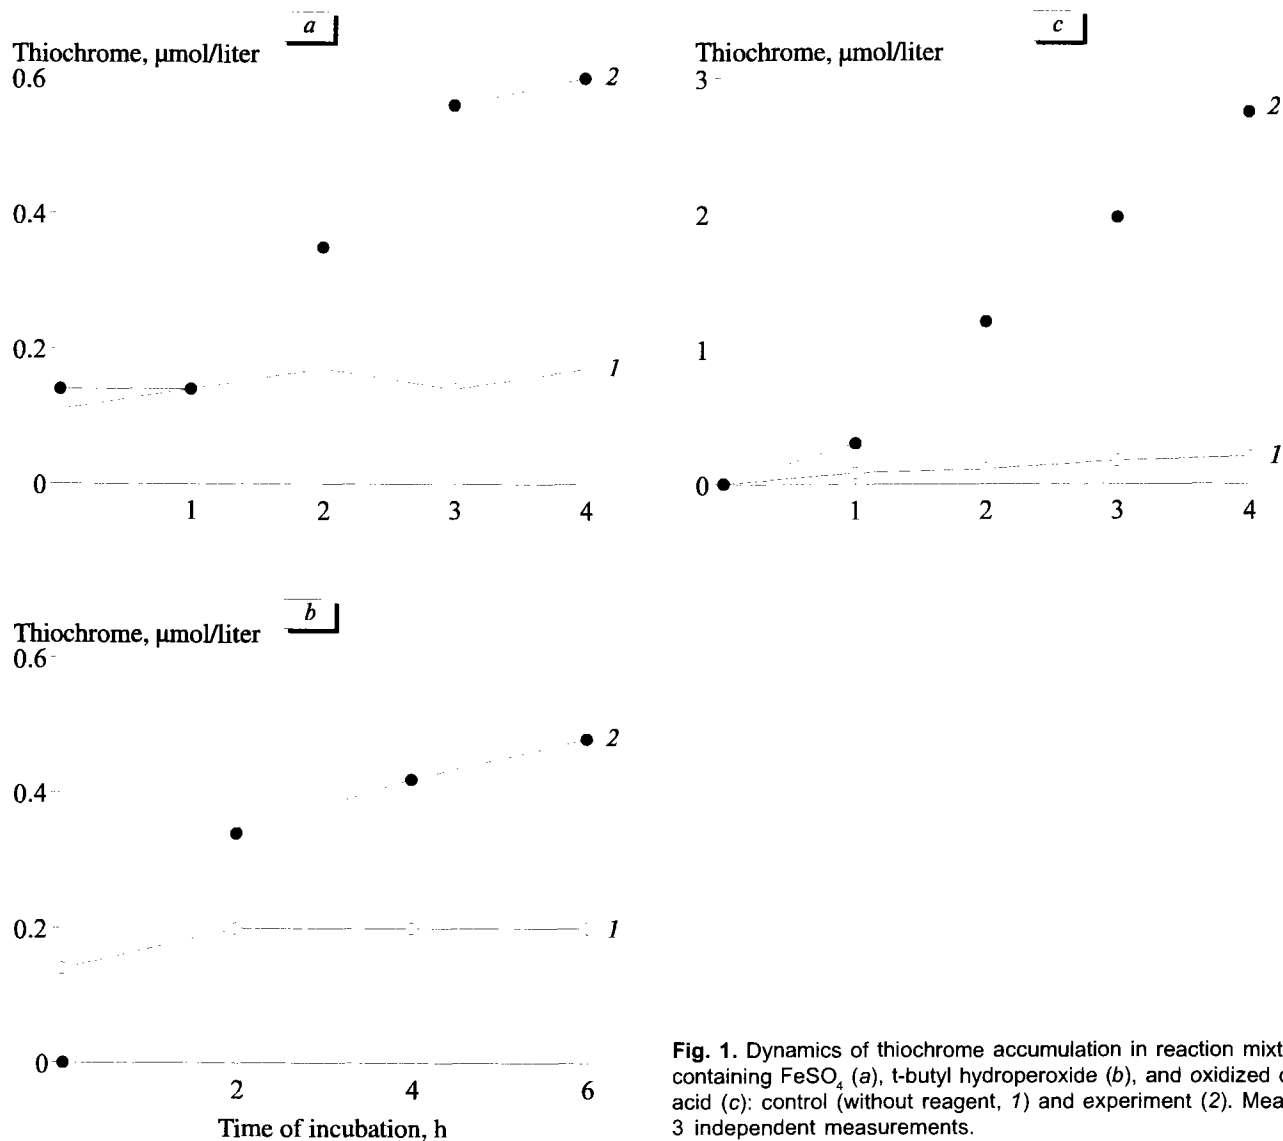 a
Thiochrome, µmol/liter
0.6
2
0.4
0.2
1
0
1 2 3 4
c
Thiochrome, µmol/liter
3
2
2
1
1
0
1 2 3 4
b
Thiochrome, µmol/liter
0.6
2
0.4
0.2
1
0
2 4 6
Time of incubation, h
Fig. 1. Dynamics of thiochrome accumulation in reaction
containing FeSO₄ (a), t-butyl hydroperoxide (b), and oxidized
acid (c): control (without reagent, 1) and experiment (2).
3 independent measurements.